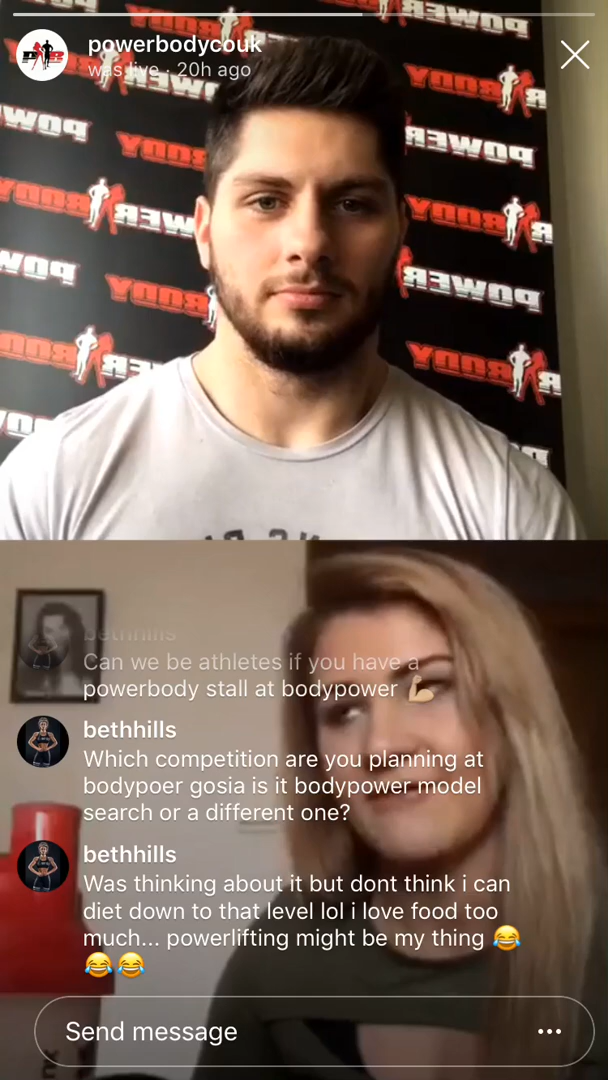 powerbodycouk
was live · 20h ago
POWER
BODY
bethhills
Can we be athletes if you have a
powerbody stall at bodypower 💪🏼
bethhills
Which competition are you planning at
bodypoer gosia is it bodypower model
search or a different one?
bethhills
Was thinking about it but dont think i can
diet down to that level lol i love food too
much... powerlifting might be my thing 😂
😂😂
Send message